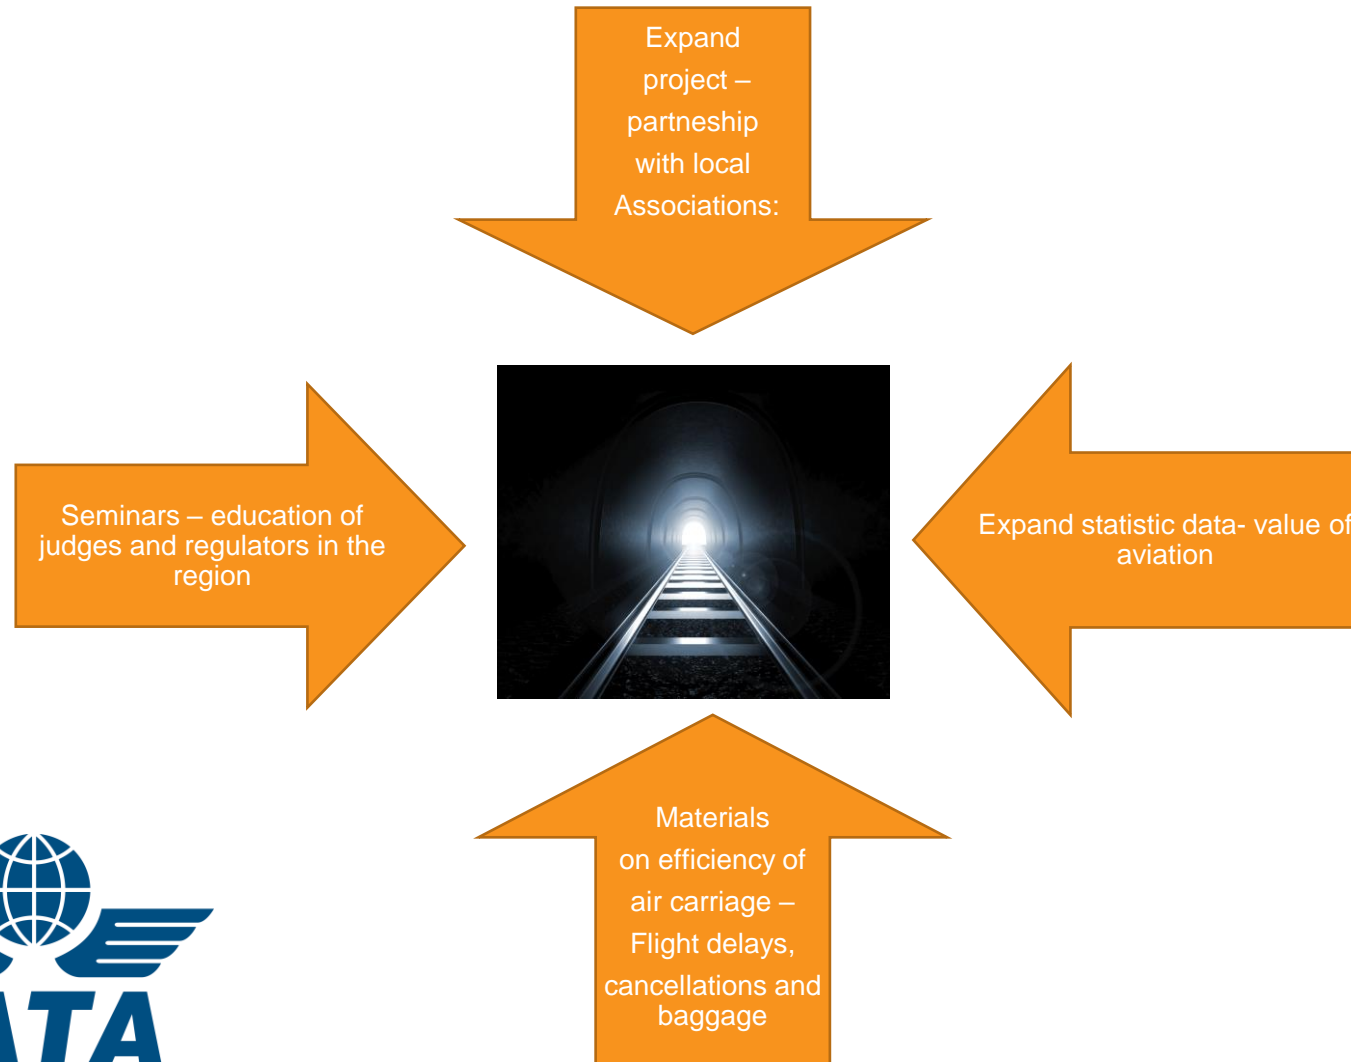 Expand
project –
partneship
with local
Associations:
Seminars – education of
judges and regulators in the
region
Expand statistic data- value of
aviation
Materials
on efficiency of
air carriage –
Flight delays,
cancellations and
baggage
ATA